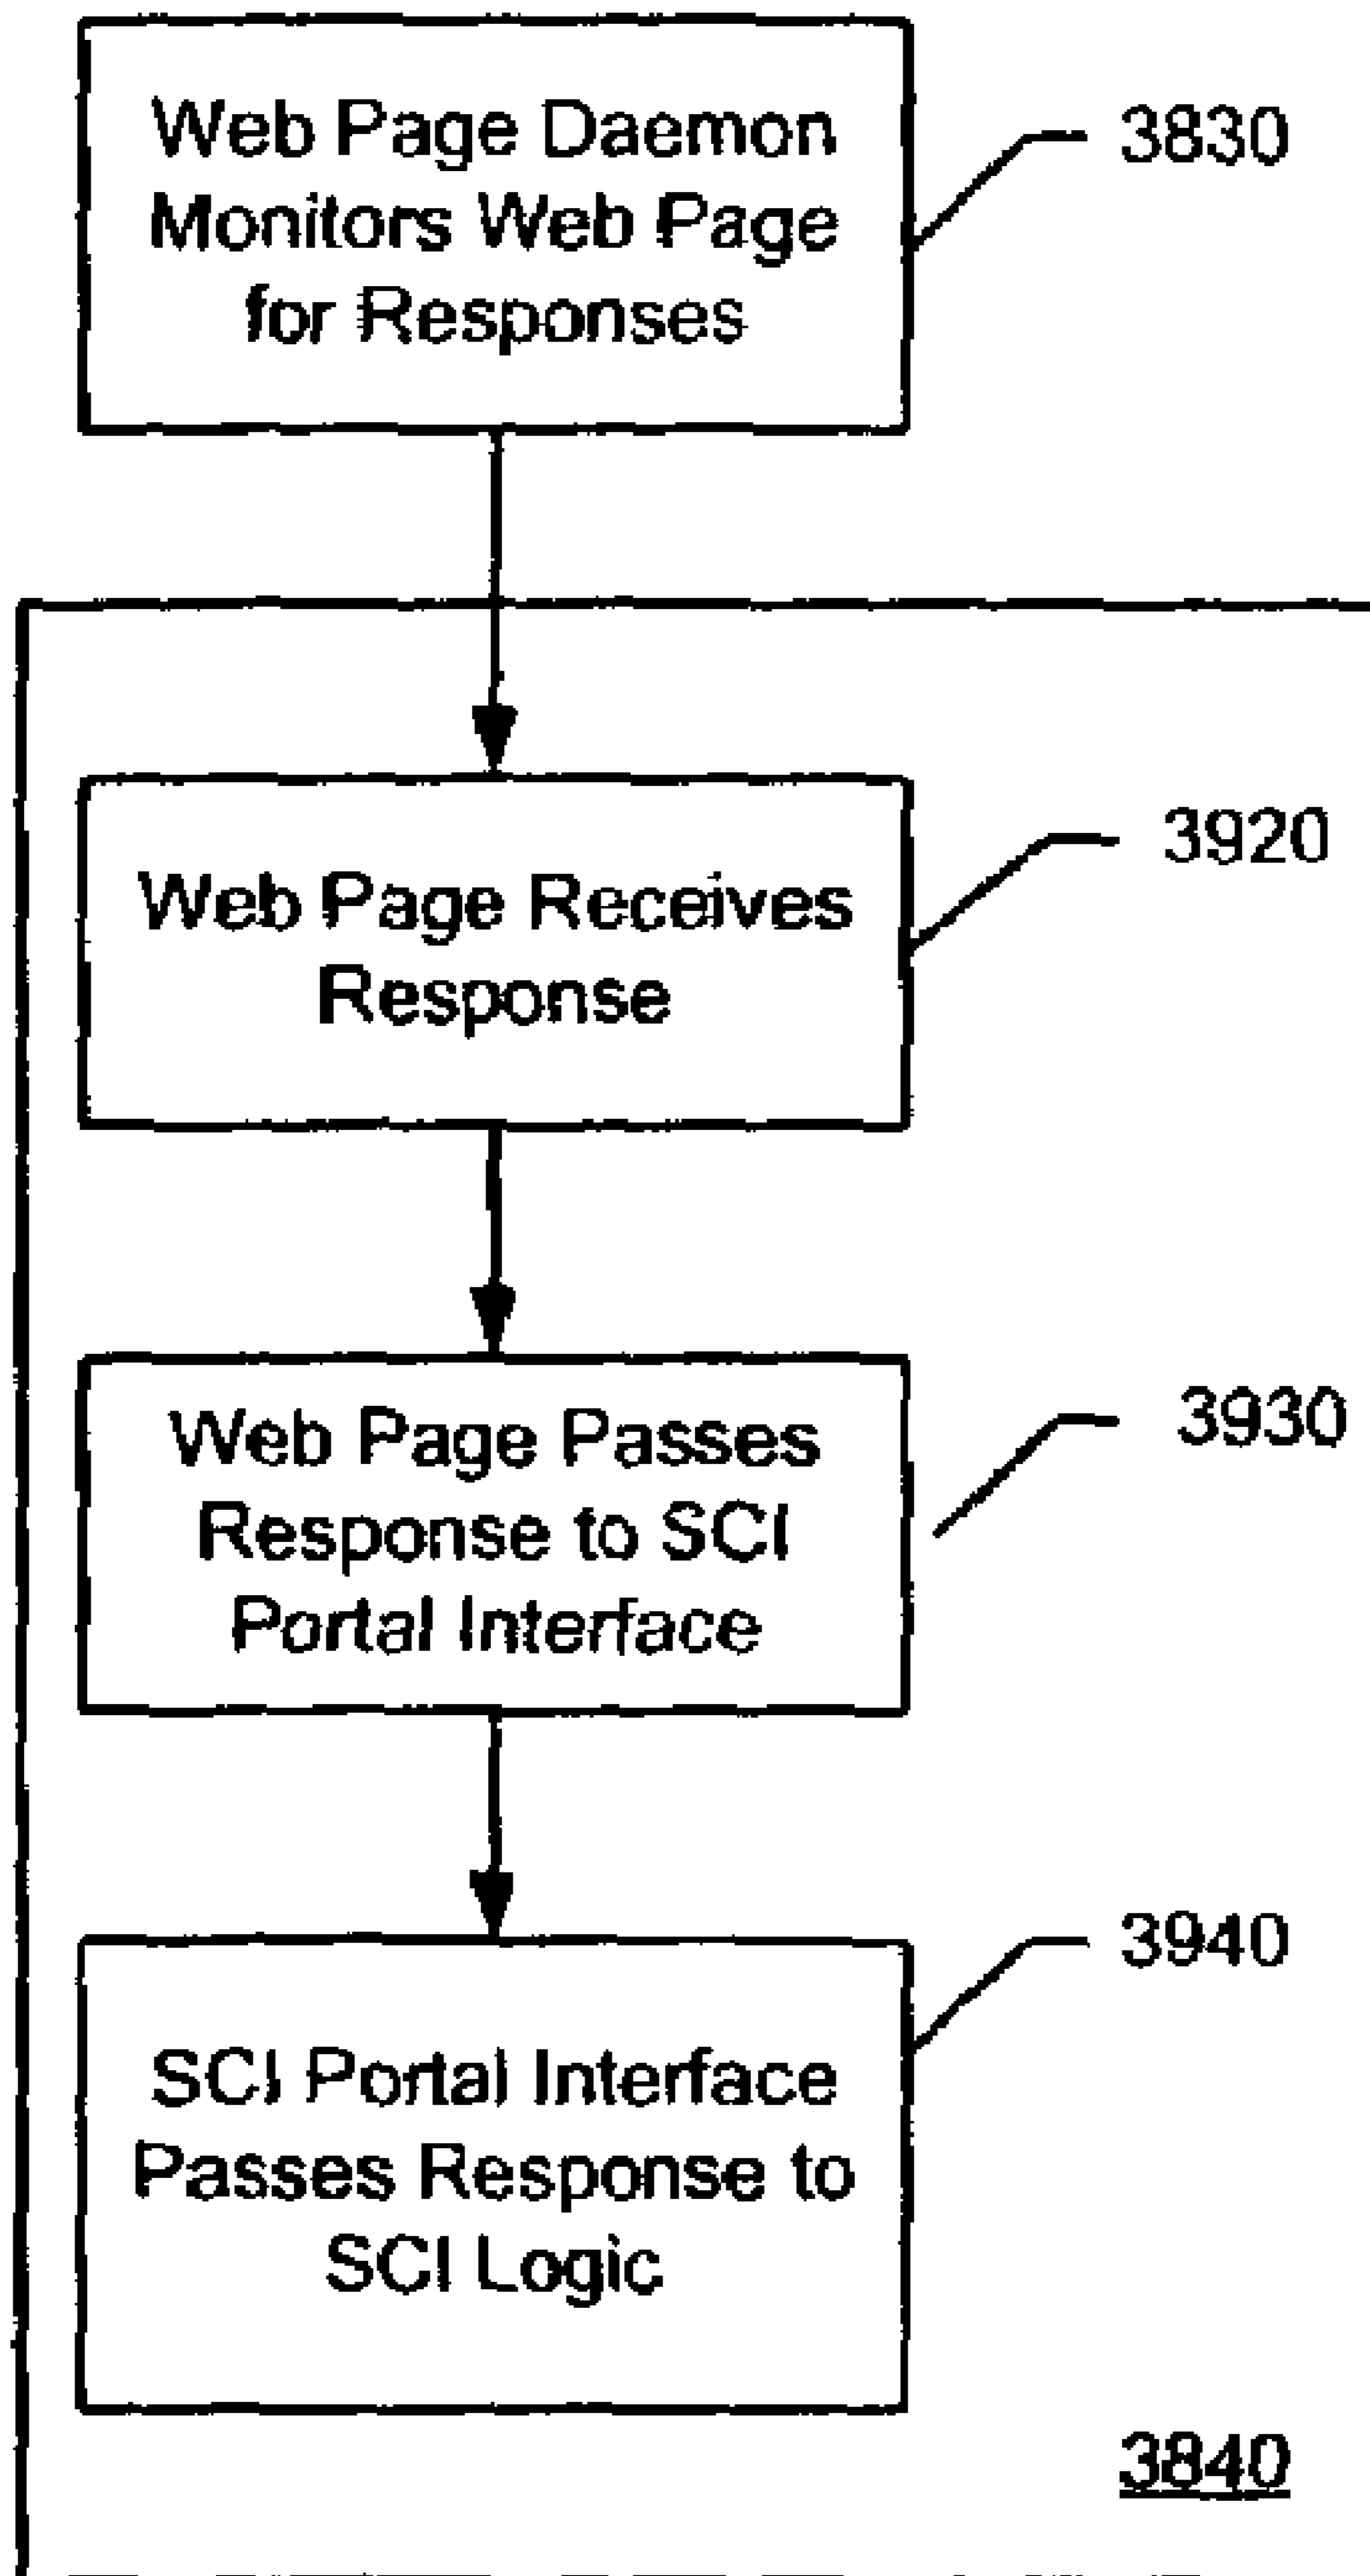 Web Page Daemon
Monitors Web Page
for Responses
3830
Web Page Receives
Response
3920
Web Page Passes
Response to SCI
Portal Interface
3930
SCI Portal Interface
Passes Response to
SCI Logic
3940
3840